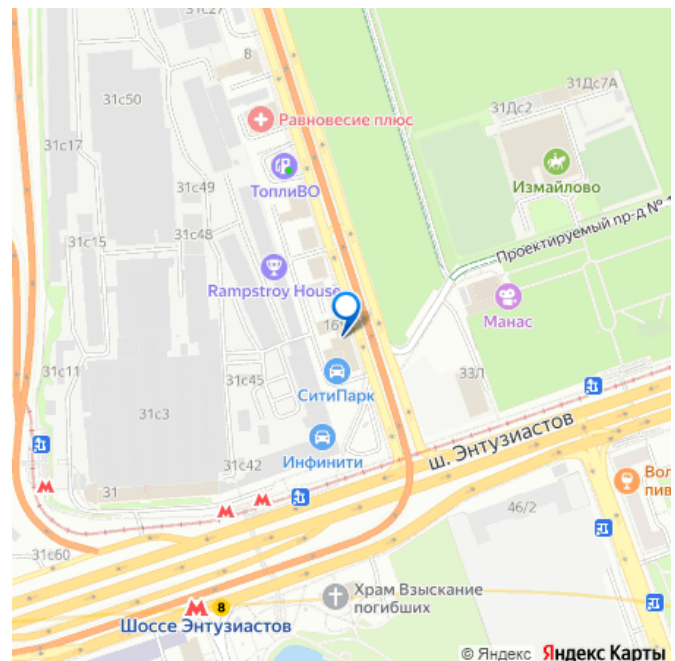 31с27
8
31с50
31с17
Равновесие плюс
31Дс7А
31Дс2
ТоплиВО
31с49
Измайлово
31с48
31с15
Проектируемый пр-д №
Rampstroy House
Манас
16
31с11
33Л
31с45
СитиПарк
31с3
ш. Энтузиастов
Инфинити
31с42
Вол
пив
31
46/2
31с60
Храм Взыскание
погибших
8
Шоссе Энтузиастов
© Яндекс Яндекс Карты